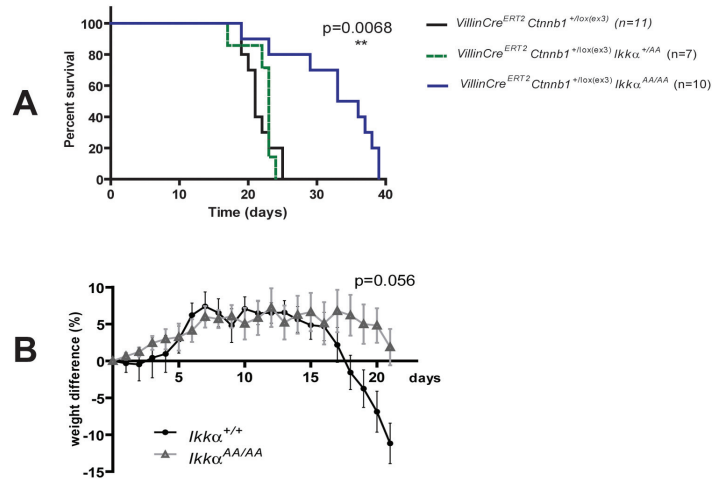 A
Percent survival
100
80
60
40
20
0
0 10 20 30 40
Time (days)
p=0.0068
**
VillinCre^ERT2 Ctnnb1^+/lox(ex3) (n=11)
VillinCre^ERT2 Ctnnb1^+/lox(ex3) Ikkα^+/AA (n=7)
VillinCre^ERT2 Ctnnb1^+/lox(ex3) Ikkα^AA/AA (n=10)
B
weight difference (%)
10
5
0
-5
-10
-15
5 10 15 20 days
p=0.056
Ikkα^+/+
Ikkα^AA/AA